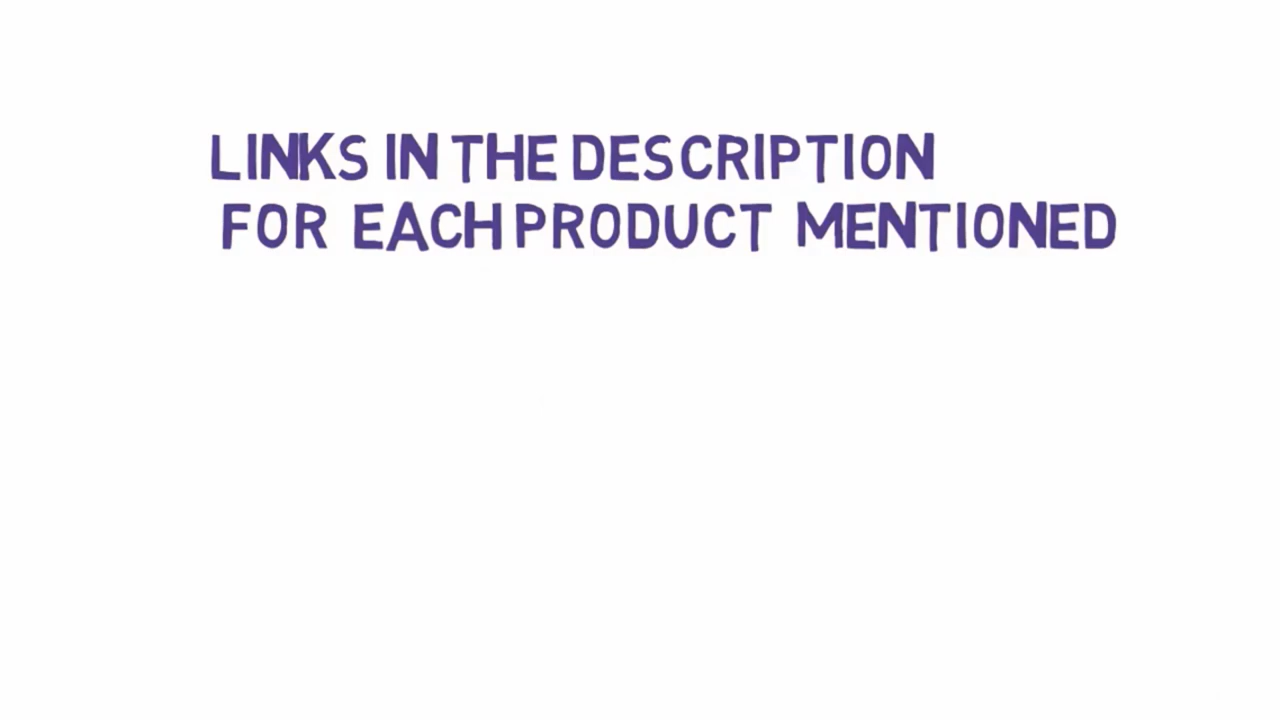 LINKS IN THE DESCRIPTION
FOR EACH PRODUCT MENTIONED